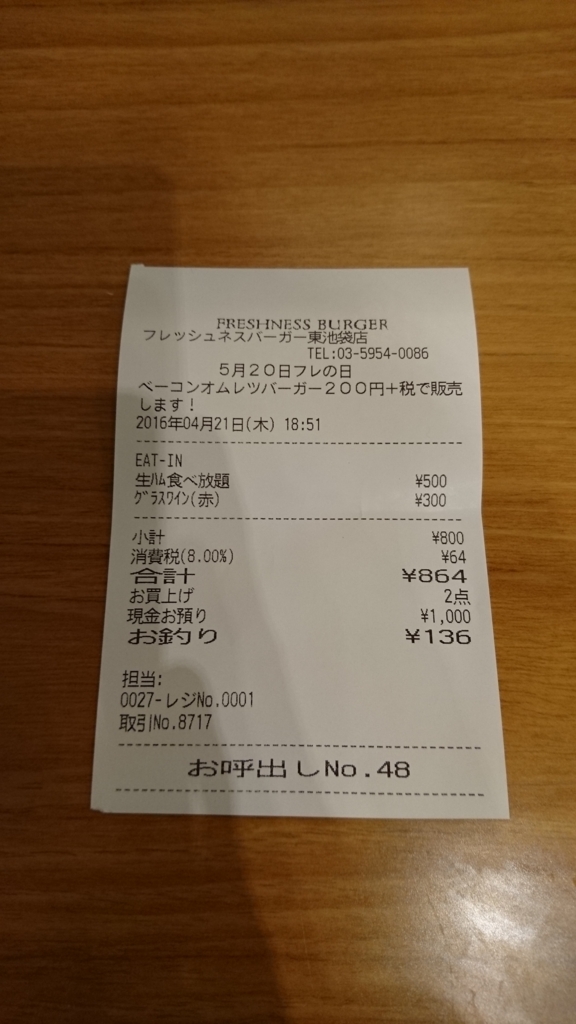 FRESHNESS BURGER
フレッシュネスバーガー東池袋店
TEL:03-5954-0086
5月20日フレの日
ベーコンオムレツバーガー200円+税で販売
します!
2016年04月21日(木) 18:51
EAT-IN
生ハム食べ放題 ¥500
グラスワイン(赤) ¥300
小計 ¥800
消費税(8.00%) ¥64
合計 ¥864
お買上げ 2点
現金お預り ¥1,000
お釣り ¥136
担当:
0027-レジNo.0001
取引No.8717
お呼出しNo.48